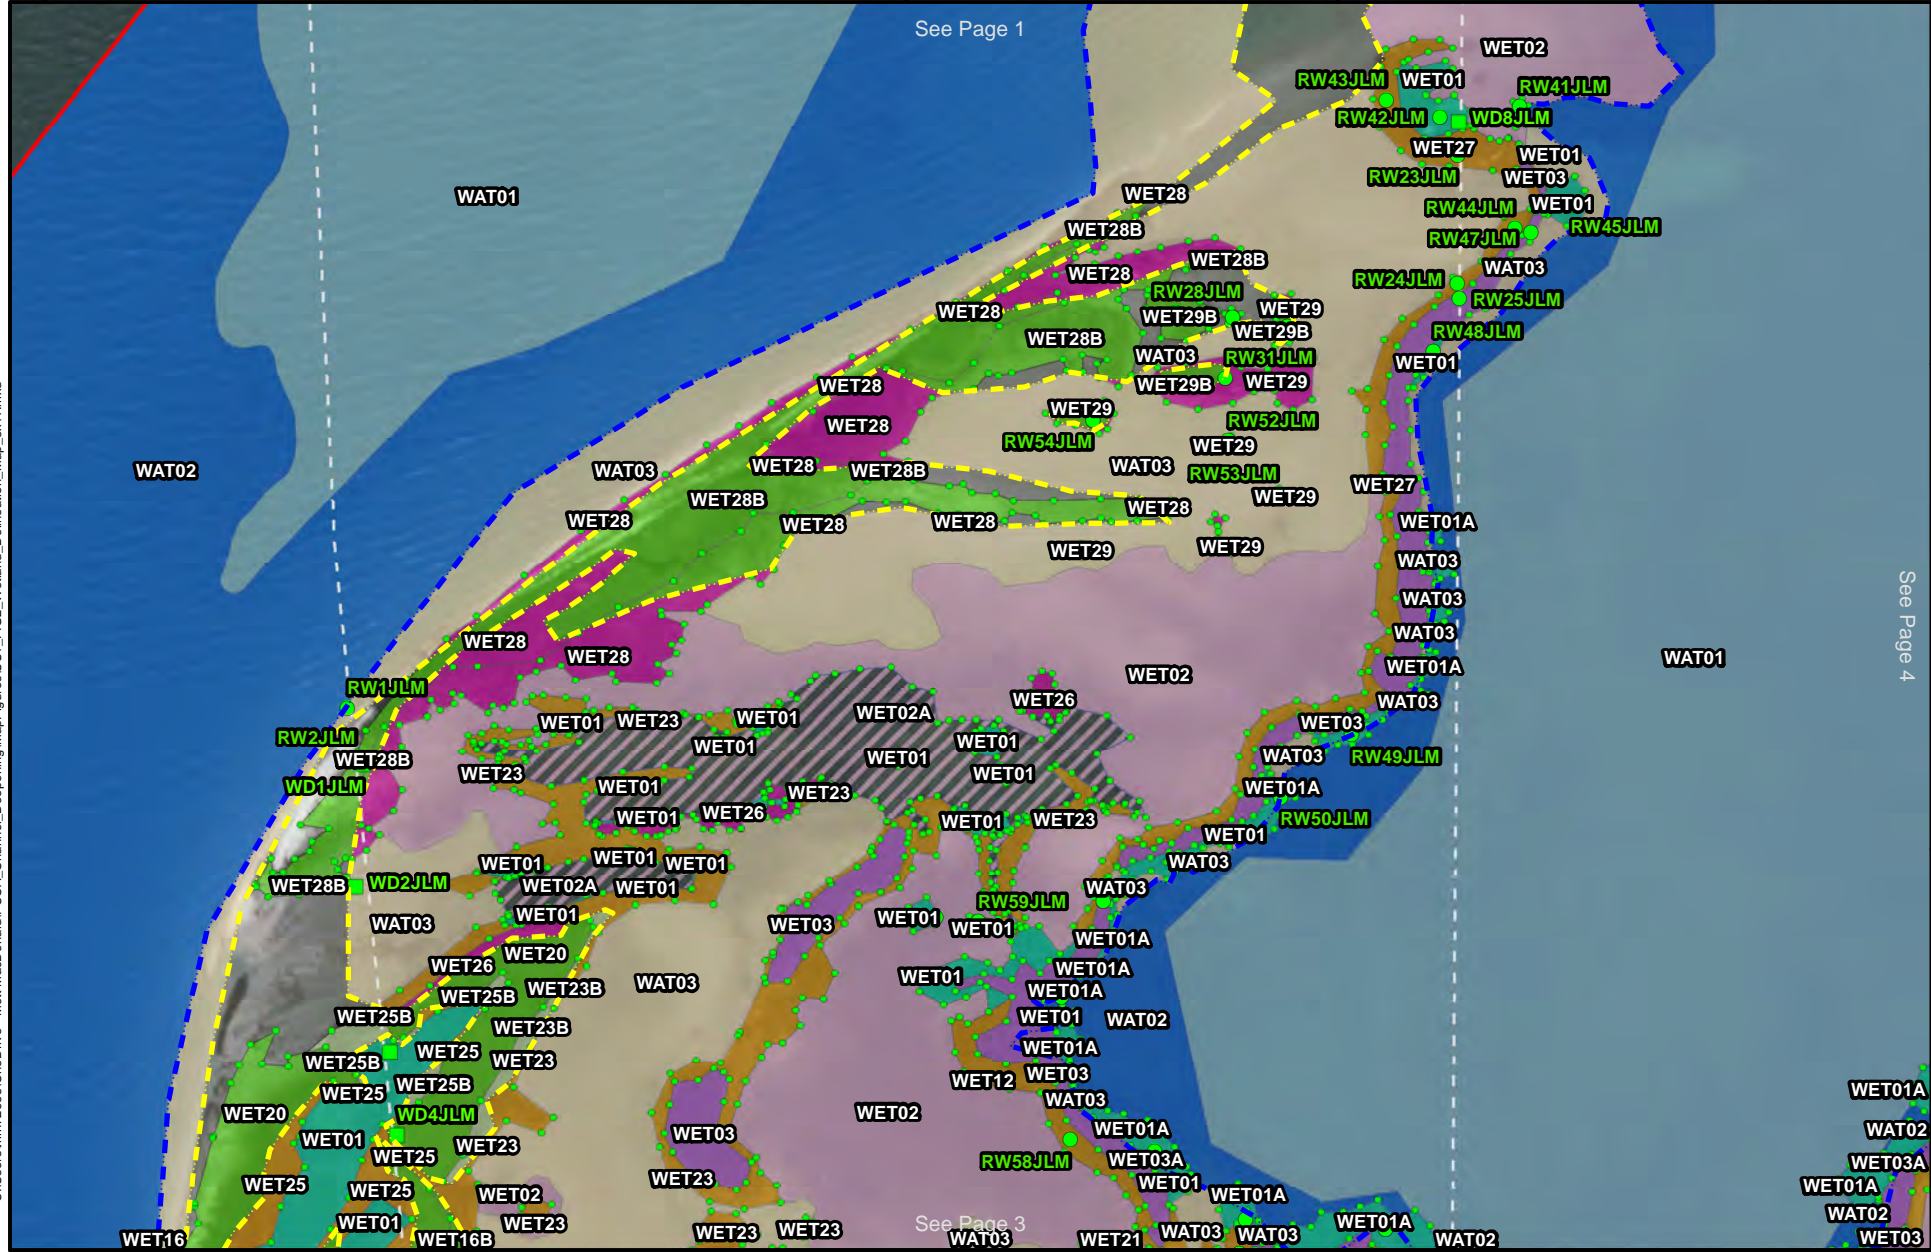 See Page 1
WET02
RW43JLM
WET01
RW41JLM
RW42JLM
WD8JLM
WET27
WET01
RW23JLM
WET03
WAT01
WET28
RW44JLM
WET01
WET28B
RW47JLM
RW45JLM
WET28
WET28B
WAT03
RW24JLM
RW28JLM
RW25JLM
WET28
WET29B
WET29
WET28B
WET29B
RW48JLM
WAT03
RW31JLM
WET01
WET28
WET29B
WET29
WET28
WET29
RW52JLM
RW54JLM
WET29
WAT02
WAT03
WET28
WET28B
WAT03
RW53JLM
WET27
WET28B
WET29
WET28
WET28
WET28
WET28
WET01A
WET29
WET29
WAT03
WET03
See Page 4
WET28
WAT03
WET28
WAT01
WET02
WET01A
RW1JLM
WET26
WAT03
WET01
WET23
WET01
WET02A
WET03
RW2JLM
WET01
WET01
WET28B
WET01
WAT03
RW49JLM
WET23
WET01
WD1JLM
WET01
WET23
WET01A
WET01
WET26
WET01
WET23
RW50JLM
WET01
WET01
WET01
WET01
WAT03
WET28B
WD2JLM
WET02A
WET01
WAT03
WET01
RW59JLM
WAT03
WET03
WET01
WET01
WET01A
WET20
WET26
WET01A
WET01
WAT03
WET23B
WET25B
WET01A
WET25B
WET01
WAT02
WET23B
WET25
WET01A
WET25B
WET23
WET03
WET12
WET25B
WET25
WET01A
WAT03
WET20
WD4JLM
WET02
WET01A
WAT02
WET01
WET03
WET23
WET25
RW58JLM
WET03A
WET03A
WET23
WET01
WET25
WET25
WET02
WET01A
WET01A
WAT02
WET01
WET23
See Page 3
WET01A
WET16
WET16B
WET23
WET23
WAT03
WET21
WAT03
WAT03
WAT02
WET03